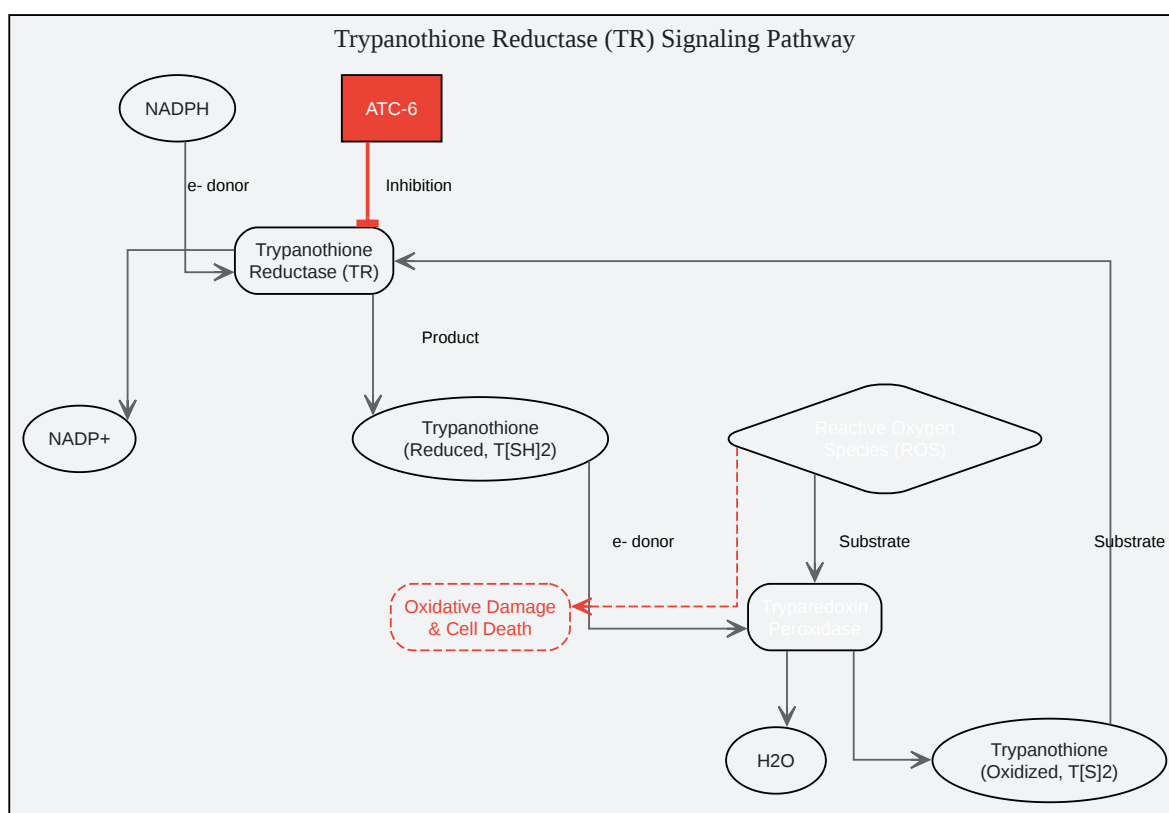 Trypanothione Reductase (TR) Signaling Pathway
NADPH
ATC-6
e- donor
Inhibition
Trypanothione
Reductase (TR)
Product
NADP+
Trypanothione
(Reduced, T[SH]2)
Reactive Oxygen
Species (ROS)
e- donor
Substrate
Substrate
Oxidative Damage
& Cell Death
Tryparedoxin
Peroxidase
H2O
Trypanothione
(Oxidized, T[S]2)